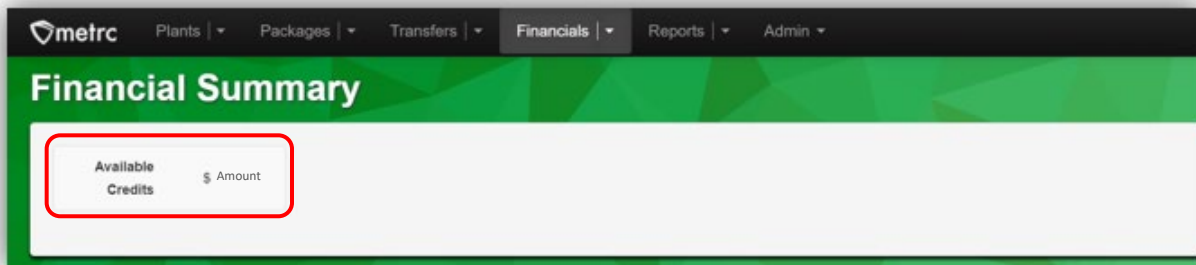 metrc Plants Packages Transfers Financials Reports Admin
Financial Summary
Available
Credits
$ Amount